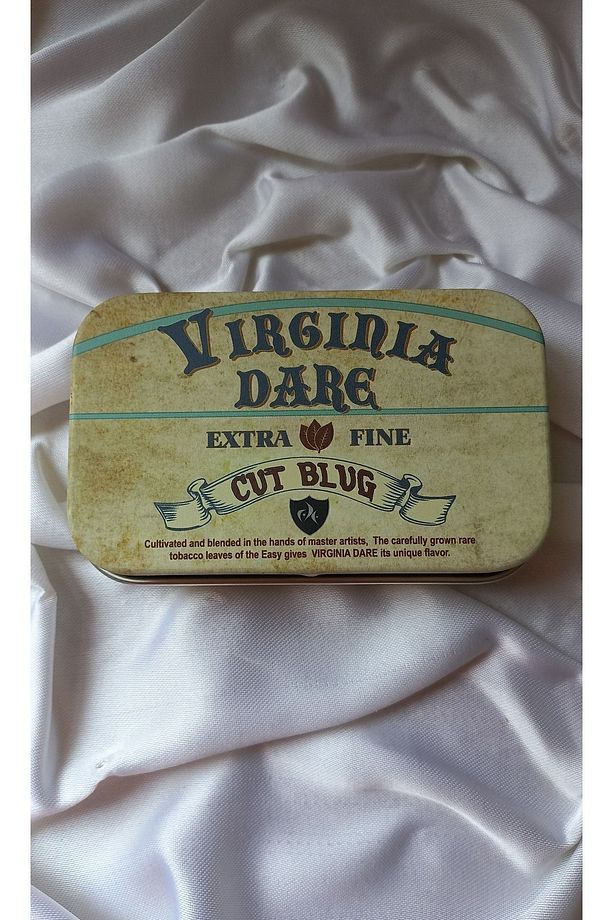 VIRGINIA
DARE
EXTRA FINE
CUT BLUG
Cultivated and blended in the hands of master artists, The carefully grown rare
tobacco leaves of the Easy gives VIRGINIA DARE its unique flavor.